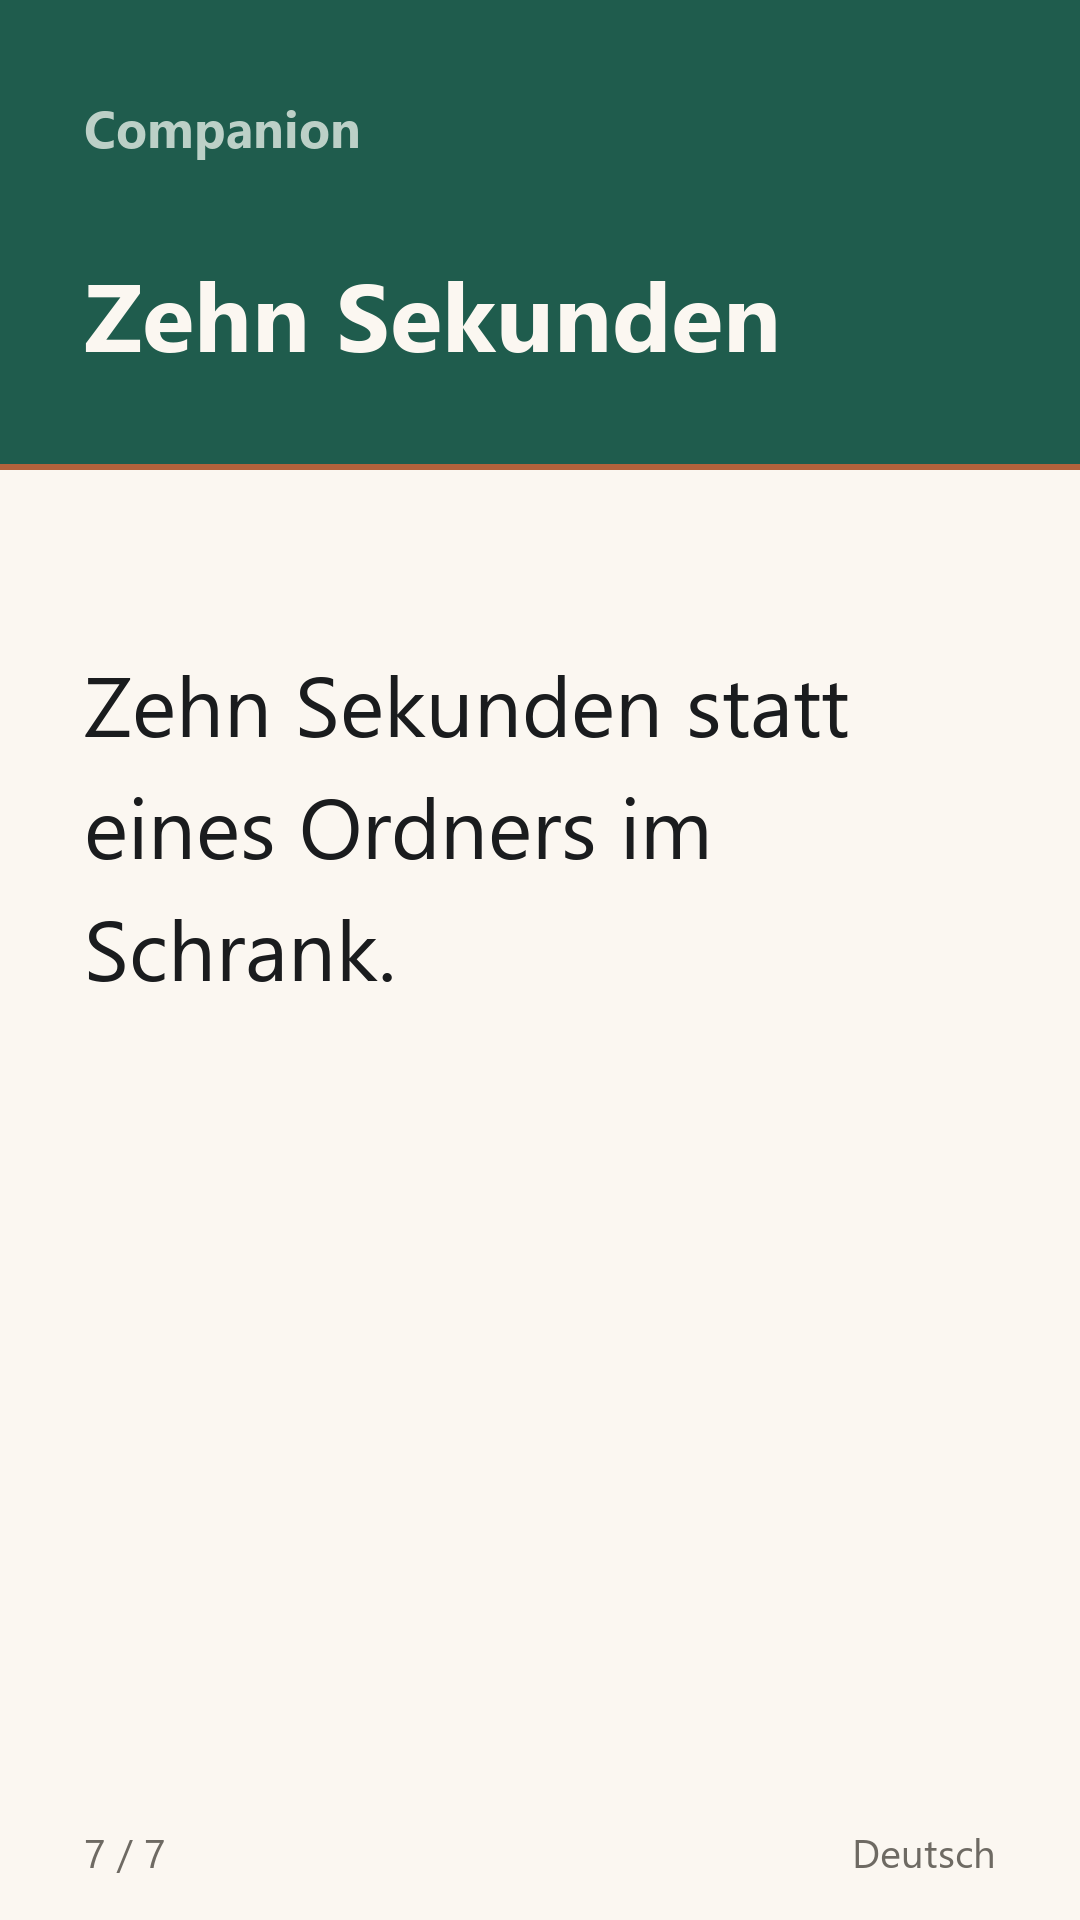 Companion
Zehn Sekunden
Zehn Sekunden statt
eines Ordners im
Schrank.
7 / 7
Deutsch